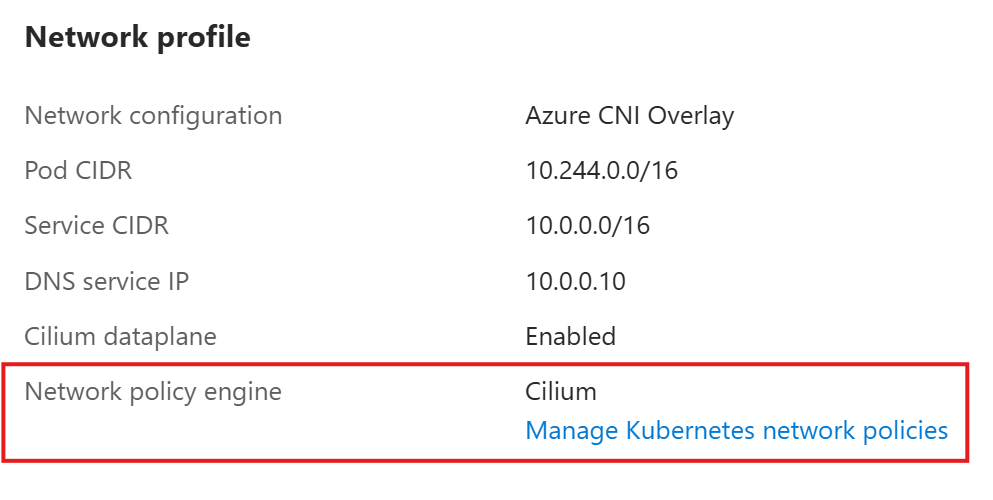 Network profile
Network configuration Azure CNI Overlay
Pod CIDR 10.244.0.0/16
Service CIDR 10.0.0.0/16
DNS service IP 10.0.0.10
Cilium dataplane Enabled
Network policy engine Cilium
Manage Kubernetes network policies